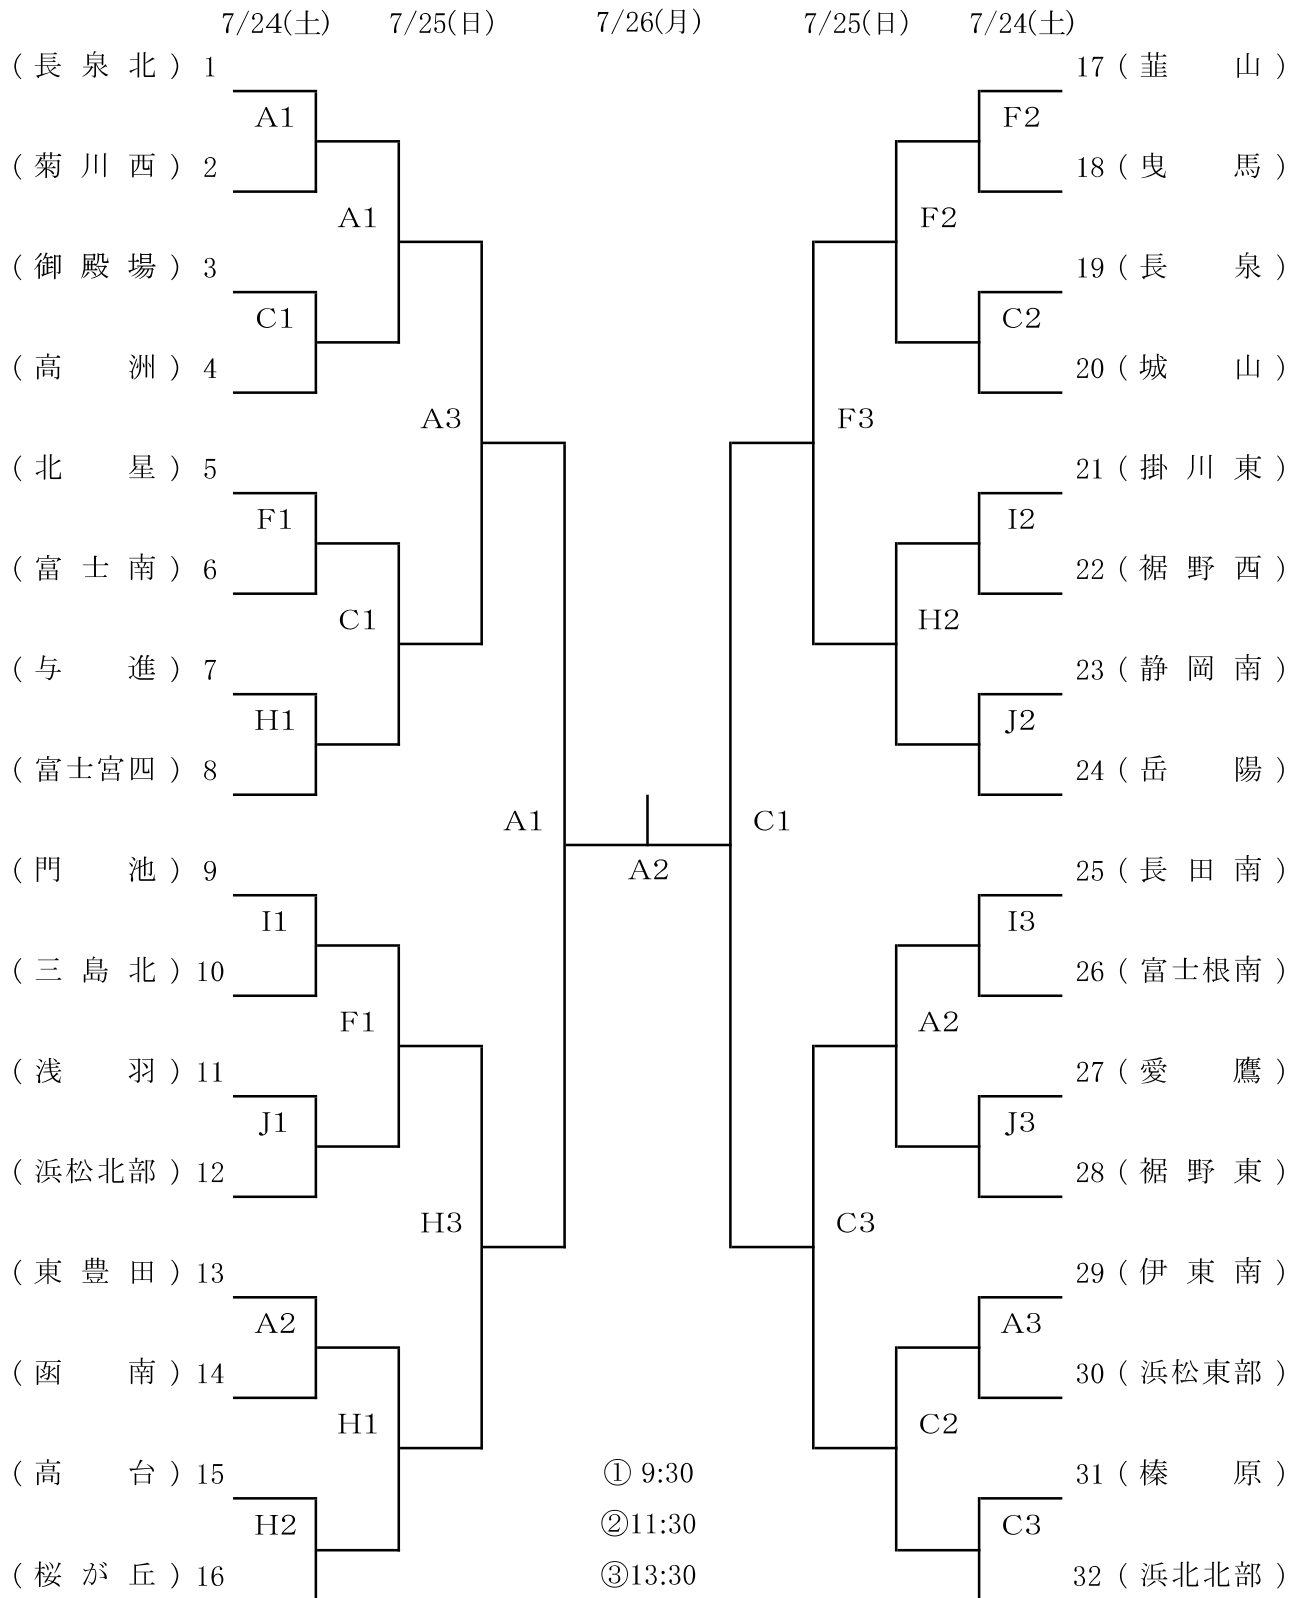 7/24(土) 7/25(日) 7/26(月) 7/25(日) 7/24(土)
(長泉北) 1 17 (韮 山)
A1 F2
(菊川西) 2 18 (曳 馬)
A1 F2
(御殿場) 3 19 (長 泉)
C1 C2
(高 洲) 4 20 (城 山)
A3 F3
(北 星) 5 21 (掛川東)
F1 I2
(富士南) 6 22 (裾野西)
C1 H2
(与 進) 7 23 (静岡南)
H1 J2
(富士宮四) 8 24 (岳 陽)
A1 C1
(門 池) 9 A2 25 (長田南)
I1 I3
(三島北) 10 26 (富士根南)
F1 A2
(浅 羽) 11 27 (愛 鷹)
J1 J3
(浜松北部) 12 28 (裾野東)
H3 C3
(東豊田) 13 29 (伊東南)
A2 A3
(函 南) 14 30 (浜松東部)
H1 C2
(高 台) 15 ① 9:30 31 (榛 原)
H2 ②11:30 C3
(桜が丘) 16 ③13:30 32 (浜北北部)